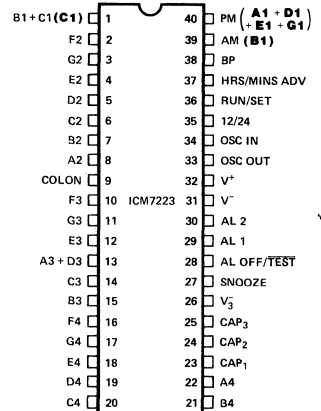 B1+C1(C1) 1 40 PM (A1 + D1 + E1 + G1)
F2 2 39 AM (B1)
G2 3 38 BP
E2 4 37 HRS/MINS ADV
D2 5 36 RUN/SET
C2 6 35 12/24
B2 7 34 OSC IN
A2 8 33 OSC OUT
COLON 9 32 V+
F3 10 ICM7223 31 V−
G3 11 30 AL 2
E3 12 29 AL 1
A3 + D3 13 28 AL OFF/TEST
C3 14 27 SNOOZE
B3 15 26 V3−
F4 16 25 CAP3
G4 17 24 CAP2
E4 18 23 CAP1
D4 19 22 A4
C4 20 21 B4